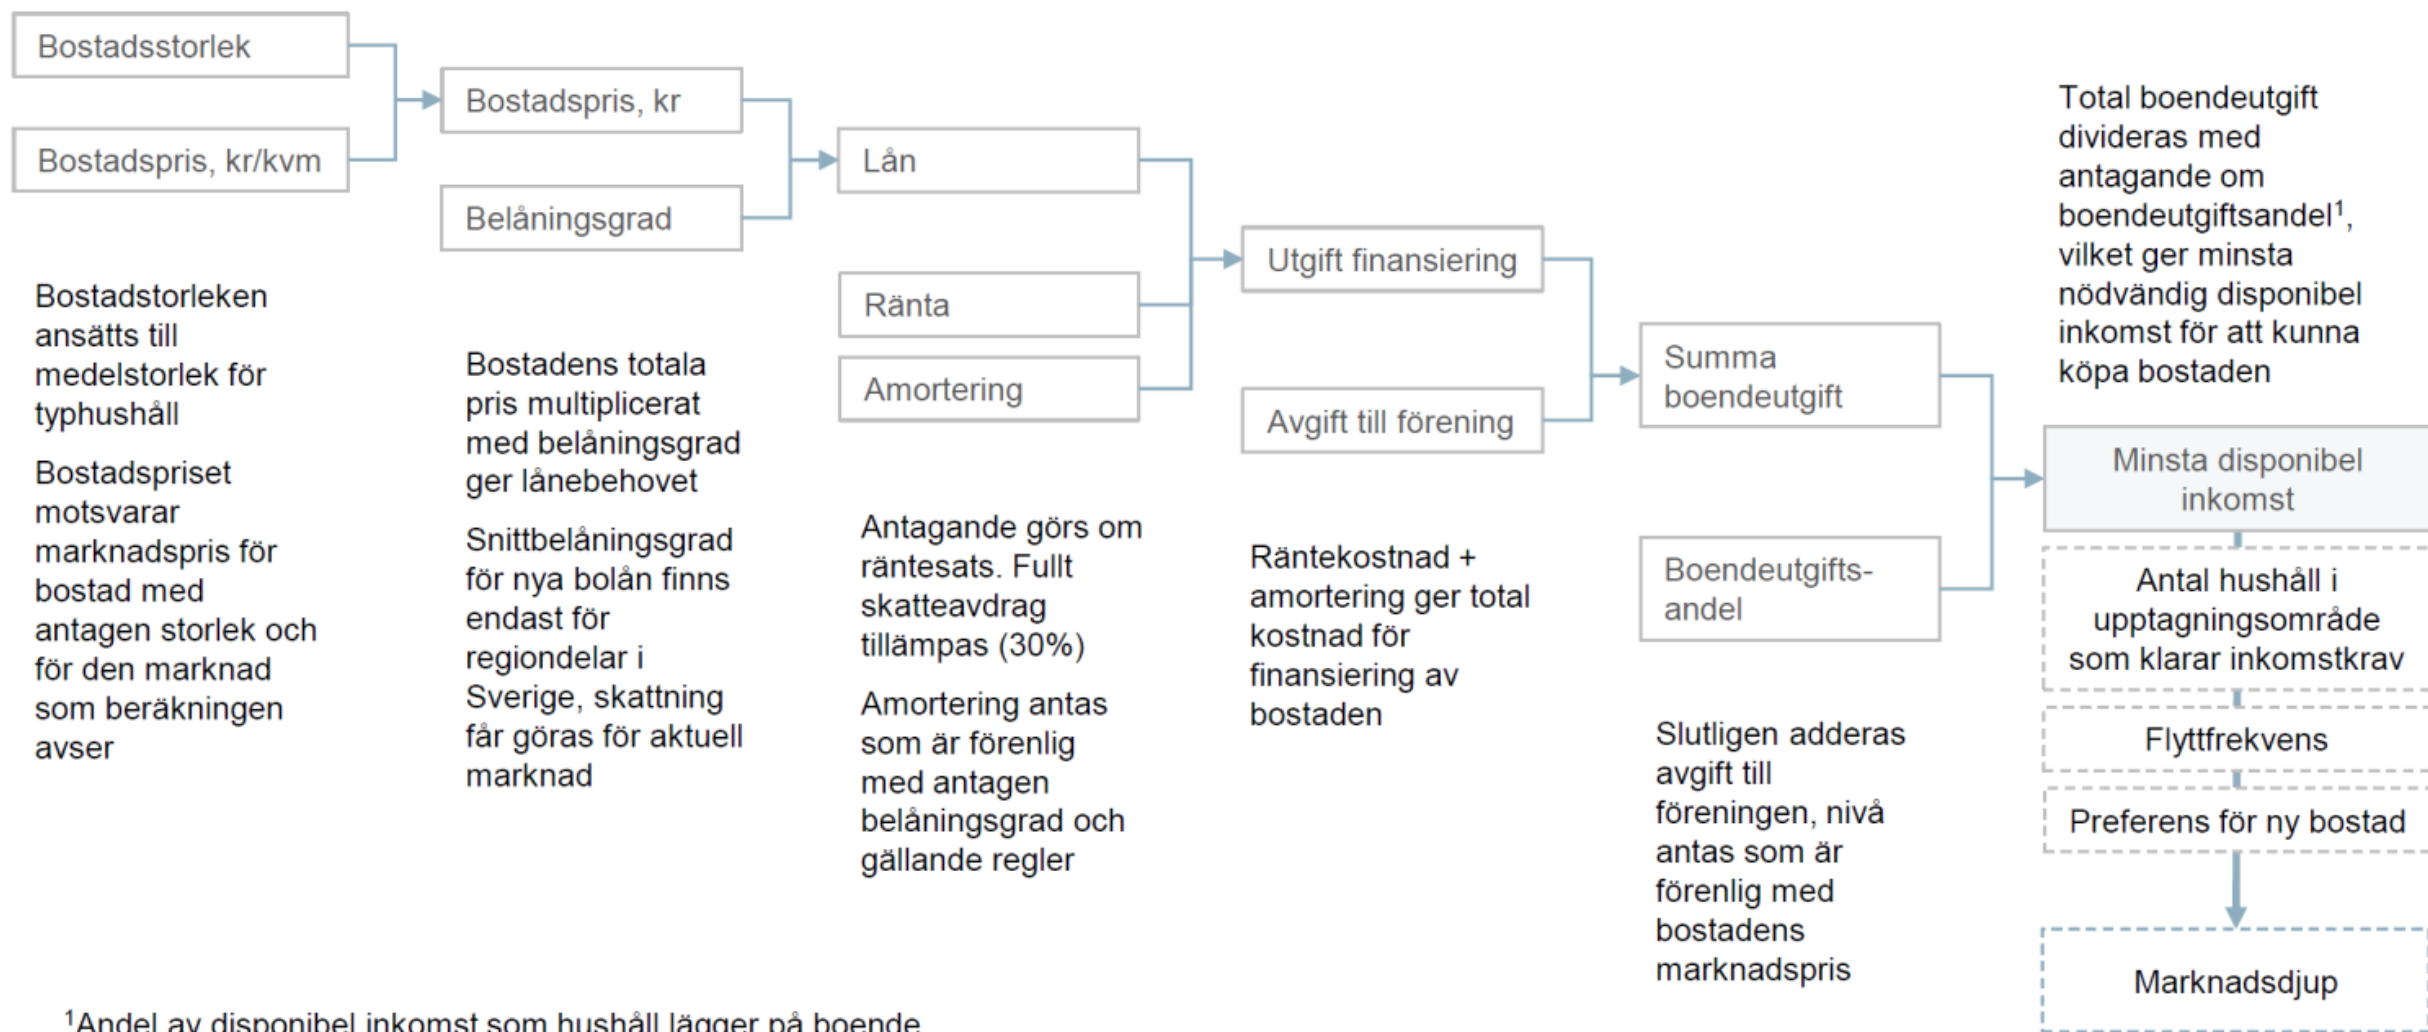 Bostadsstorlek
Bostadspris, kr/kvm
Bostadstorleken
ansätts till
medelstorlek för
typhushåll
Bostadspriset
motsvarar
marknadspris för
bostad med
antagen storlek och
för den marknad
som beräkningen
avser
Bostadspris, kr
Belåningsgrad
Bostadens totala
pris multiplicerat
med belåningsgrad
ger lånebehovet
Snittbelåningsgrad
för nya bolån finns
endast för
regiondelar i
Sverige, skattning
får göras för aktuell
marknad
Lån
Ränta
Amortering
Antagande görs om
räntesats. Fullt
skatteavdrag
tillämpas (30%)
Amortering antas
som är förenlig
med antagen
belåningsgrad och
gällande regler
Utgift finansiering
Avgift till förening
Räntekostnad +
amortering ger total
kostnad för
finansiering av
bostaden
Summa
boendeutgift
Boendeutgifts-
andel
Slutligen adderas
avgift till
föreningen, nivå
antas som är
förenlig med
bostadens
marknadspris
Total boendeutgift
divideras med
antagande om
boendeutgiftsandel¹,
vilket ger minsta
nödvändig disponibel
inkomst för att kunna
köpa bostaden
Minsta disponibel
inkomst
Antal hushåll i
upptagningsområde
som klarar inkomstkrav
Flyttfrekvens
Preferens för ny bostad
Marknadsdjup
¹Andel av disponibel inkomst som hushåll lägger på boende